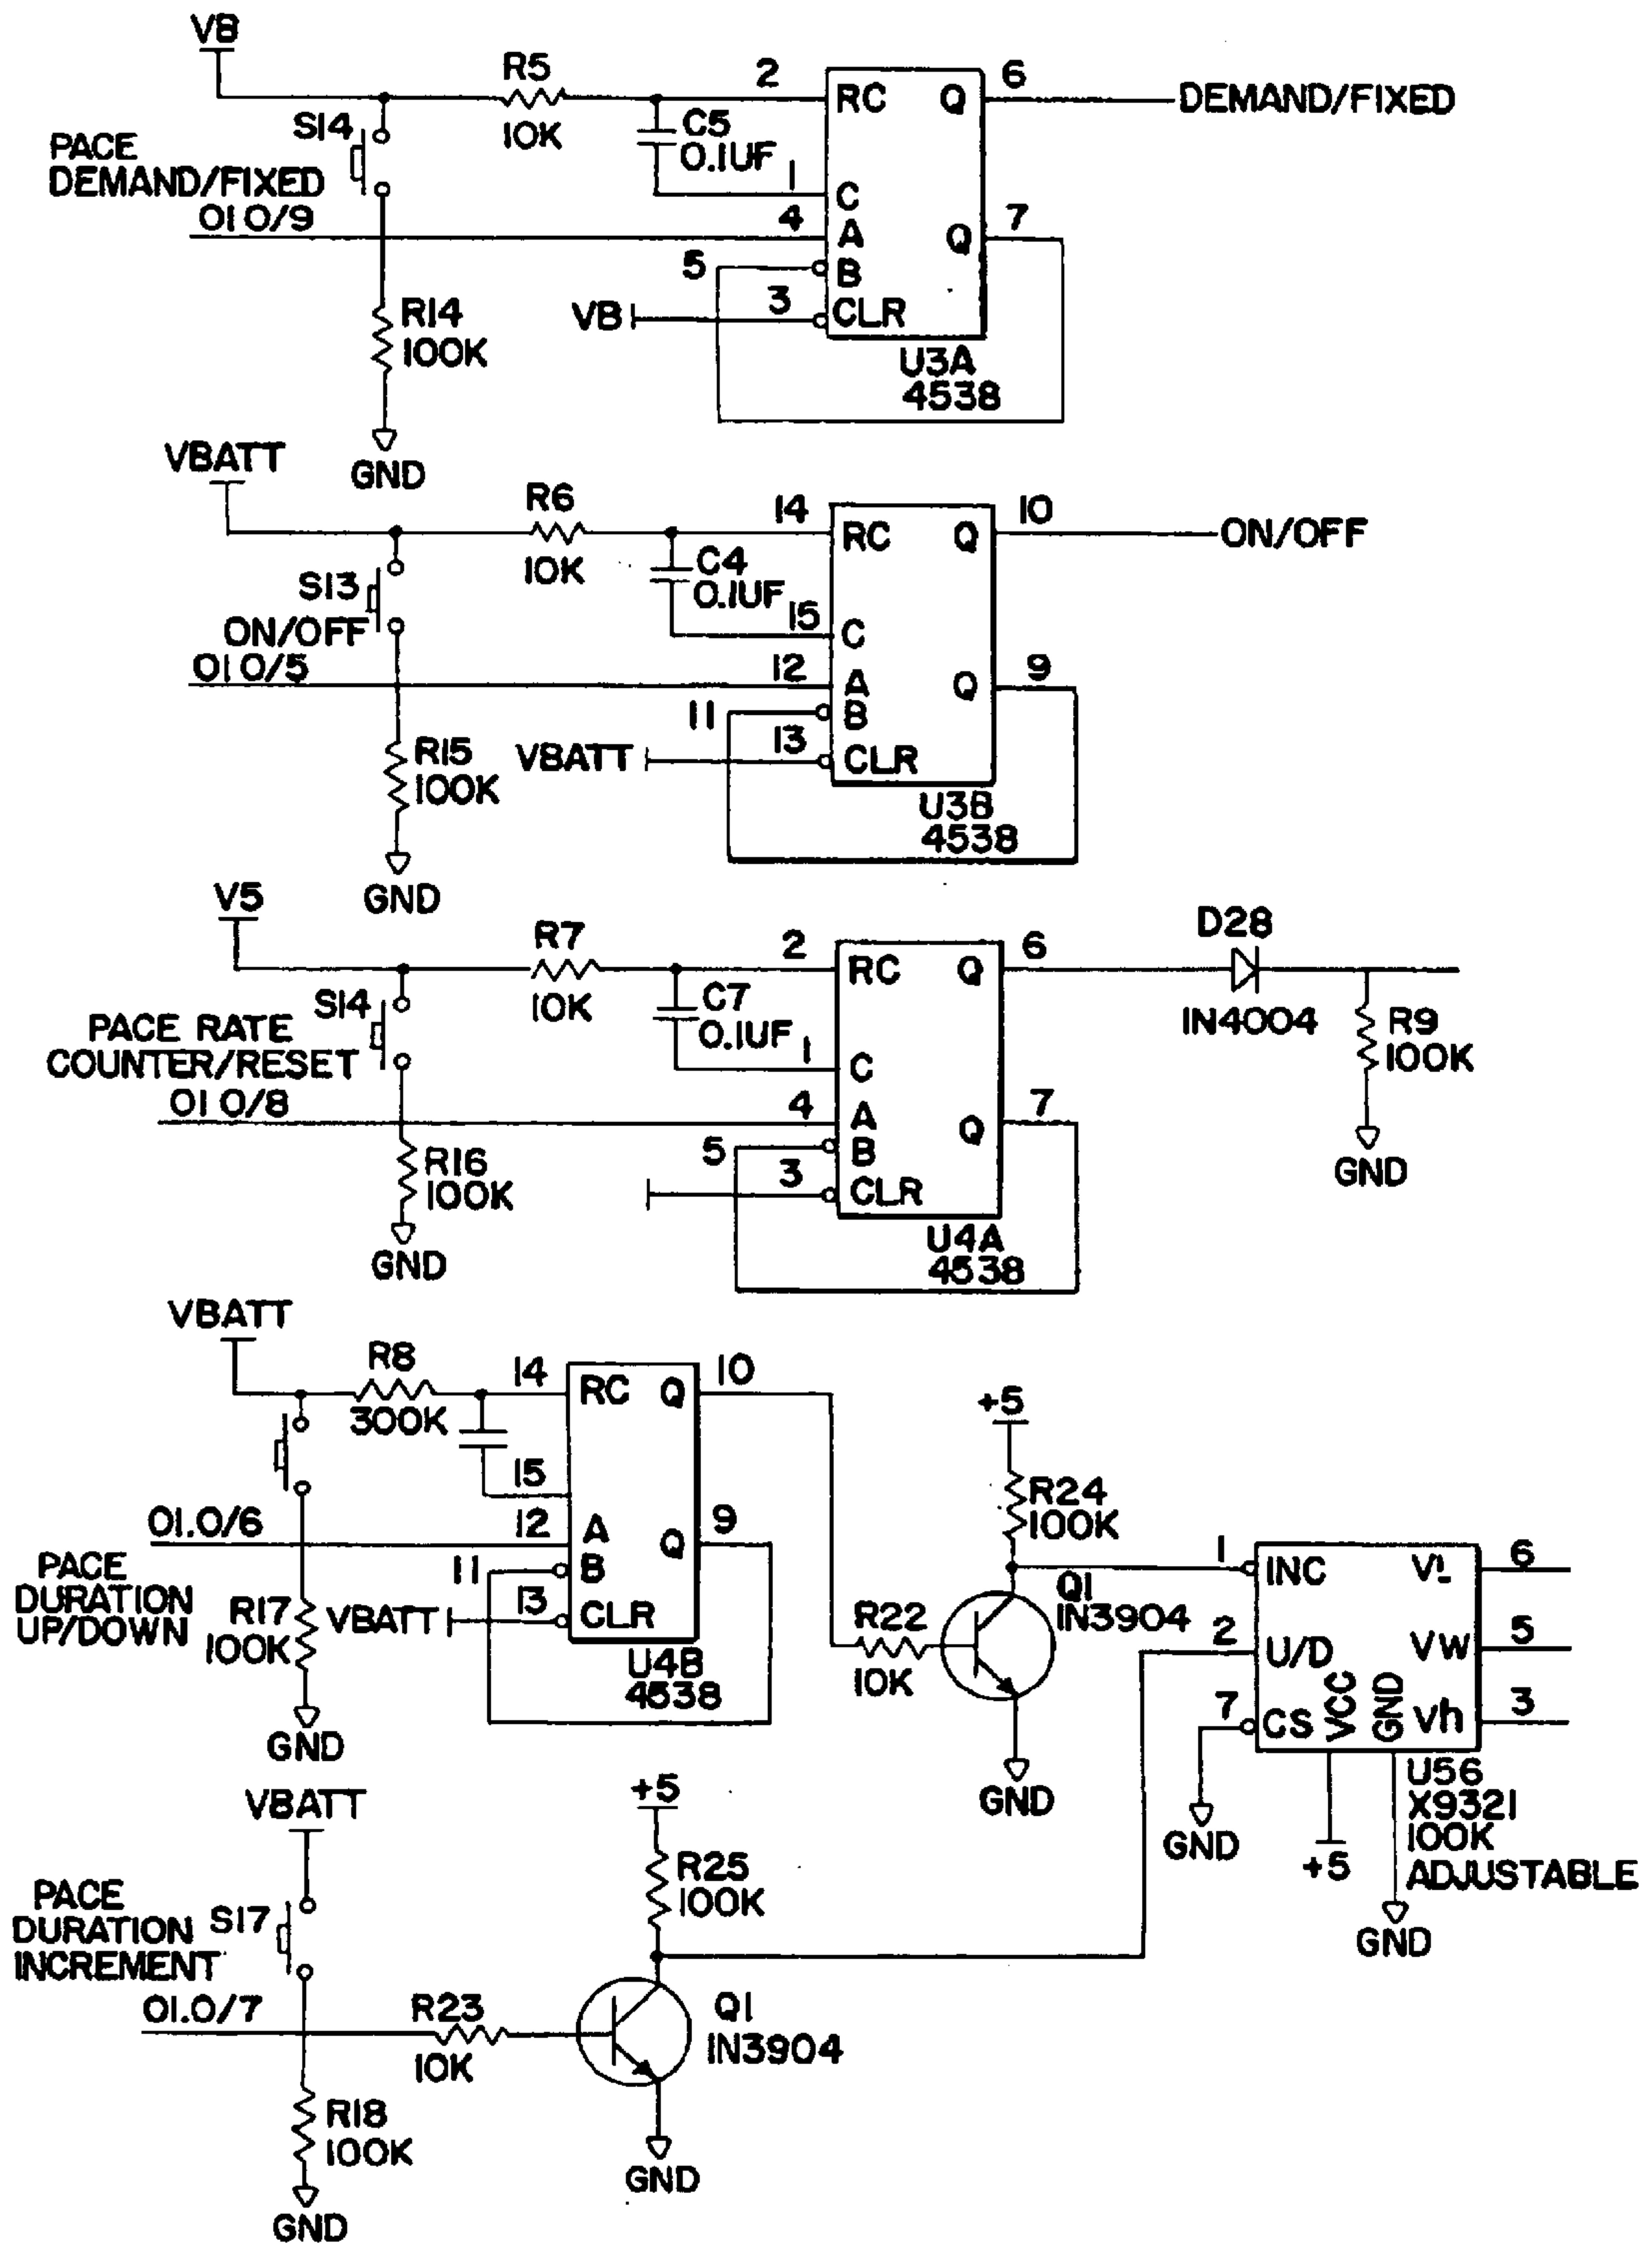 VB
R5
10K
2
RC
Q
6
DEMAND/FIXED
S14
C5
0.1UF
PACE
DEMAND/FIXED
1
C
010/9
4
A
Q
7
5
B
VB
3
CLR
R14
100K
U3A
4538
GND
VBATT
R6
10K
14
RC
Q
10
ON/OFF
S13
C4
0.1UF
15
C
ON/OFF
010/5
12
A
Q
9
11
B
VBATT
13
CLR
R15
100K
U3B
4538
GND
V5
R7
10K
2
RC
Q
6
D28
IN4004
R9
100K
GND
S14
C7
0.1UF
PACE RATE
COUNTER/RESET
1
C
010/8
4
A
Q
7
5
B
3
CLR
R16
100K
U4A
4538
GND
VBATT
R8
300K
14
RC
Q
10
15
01.0/6
12
A
Q
9
PACE
DURATION
UP/DOWN
11
B
R17
100K
VBATT
13
CLR
U4B
4538
GND
+5
R24
100K
R22
10K
Q1
IN3904
GND
1
INC
V-
6
2
U/D
VW
5
7
CS
VCC
GND
Vh
3
GND
+5
U56
X9321
100K
ADJUSTABLE
GND
VBATT
+5
R25
100K
PACE
DURATION
INCREMENT
S17
01.0/7
R23
10K
Q1
IN3904
R18
100K
GND
GND